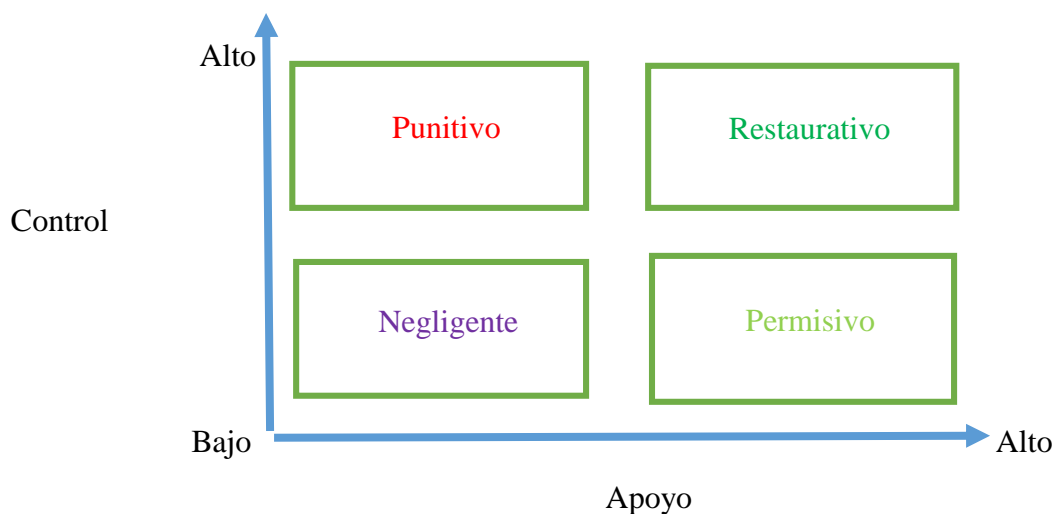 Alto
Punitivo
Restaurativo
Control
Negligente
Permisivo
Bajo
Alto
Apoyo